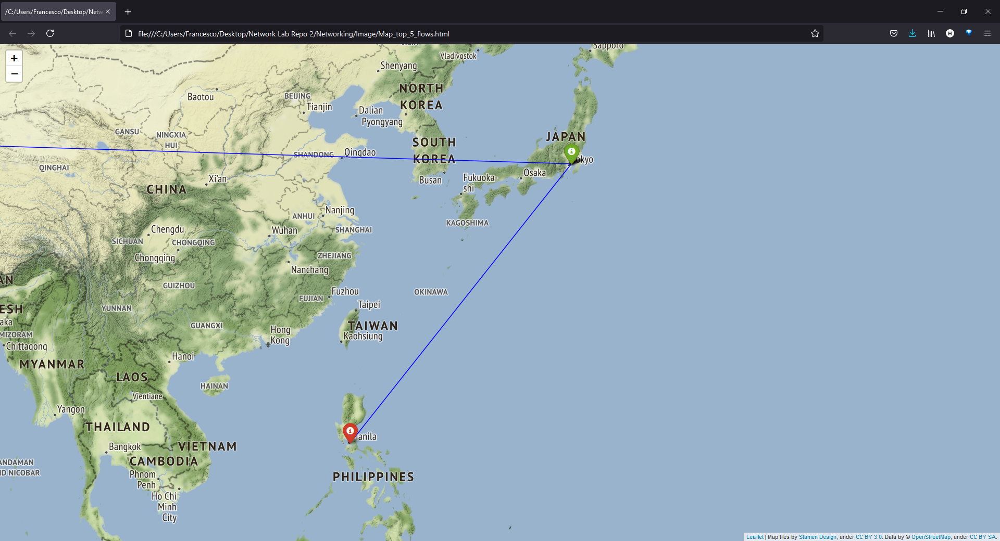 /C:/Users/Francesco/Desktop/Netw
file:///C:/Users/Francesco/Desktop/Network Lab Repo 2/Networking/Image/Map_top_5_flows.html
H
+
−
Sapporo
Vladivostok
Shenyang
NORTH
KOREA
Baotou
BEIJING
Tianjin
Dalian
Pyongyang
GANSU
NINGXIA
HUI
JAPAN
SOUTH
KOREA
SHANDONG
Qingdao
okyo
QINGHAI
Osaka
Xi'an
Busan
Fukuoka-
shi
CHINA
Nanjing
ANHUI
KAGOSHIMA
Chengdu
Wuhan
SHANGHAI
SICHUAN
CHONGQING
Chongqing
ZHEJIANG
Nanchang
AN
GUIZHOU
Fuzhou
OKINAWA
FUJIAN
Taipei
ESH
YUNNAN
aka
GUANGXI
TAIWAN
Hong
Kong
MIZORAM
Kaohsiung
Chittagong
Hanoi
MYANMAR
LAOS
HAINAN
Vientiane
Yangon
THAILAND
anila
Bangkok
VIETNAM
CAMBODIA
ANDAMAN
ND NICOBAR
Phnom
Penh
PHILIPPINES
Ho Chi
Minh
City
Leaflet | Map tiles by Stamen Design, under CC BY 3.0. Data by © OpenStreetMap, under CC BY SA.